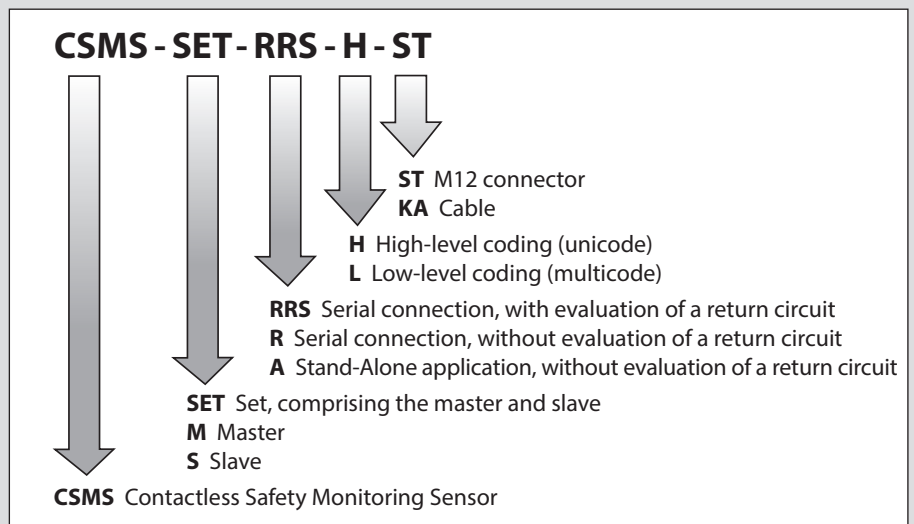 CSMS - SET - RRS - H - ST
ST M12 connector
KA Cable
H High-level coding (unicode)
L Low-level coding (multicode)
RRS Serial connection, with evaluation of a return circuit
R Serial connection, without evaluation of a return circuit
A Stand-Alone application, without evaluation of a return circuit
SET Set, comprising the master and slave
M Master
S Slave
CSMS Contactless Safety Monitoring Sensor